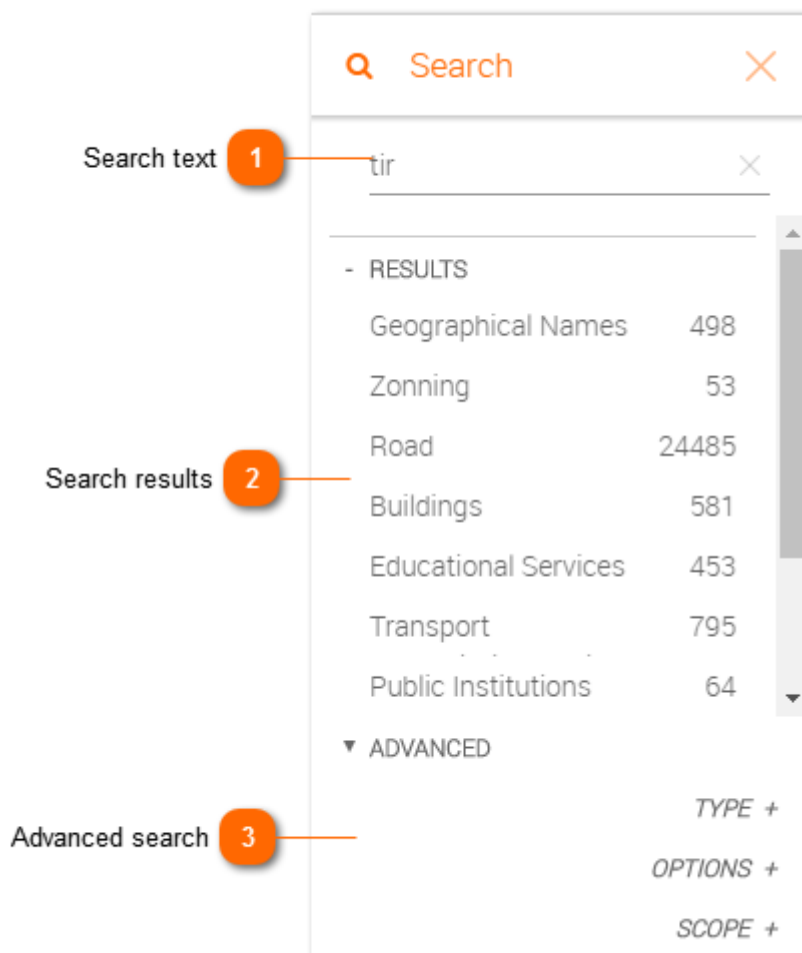 Search
Search text 1
tir
- RESULTS
Geographical Names 498
Zonning 53
Road 24485
Search results 2
Buildings 581
Educational Services 453
Transport 795
Public Institutions 64
ADVANCED
TYPE +
Advanced search 3
OPTIONS +
SCOPE +